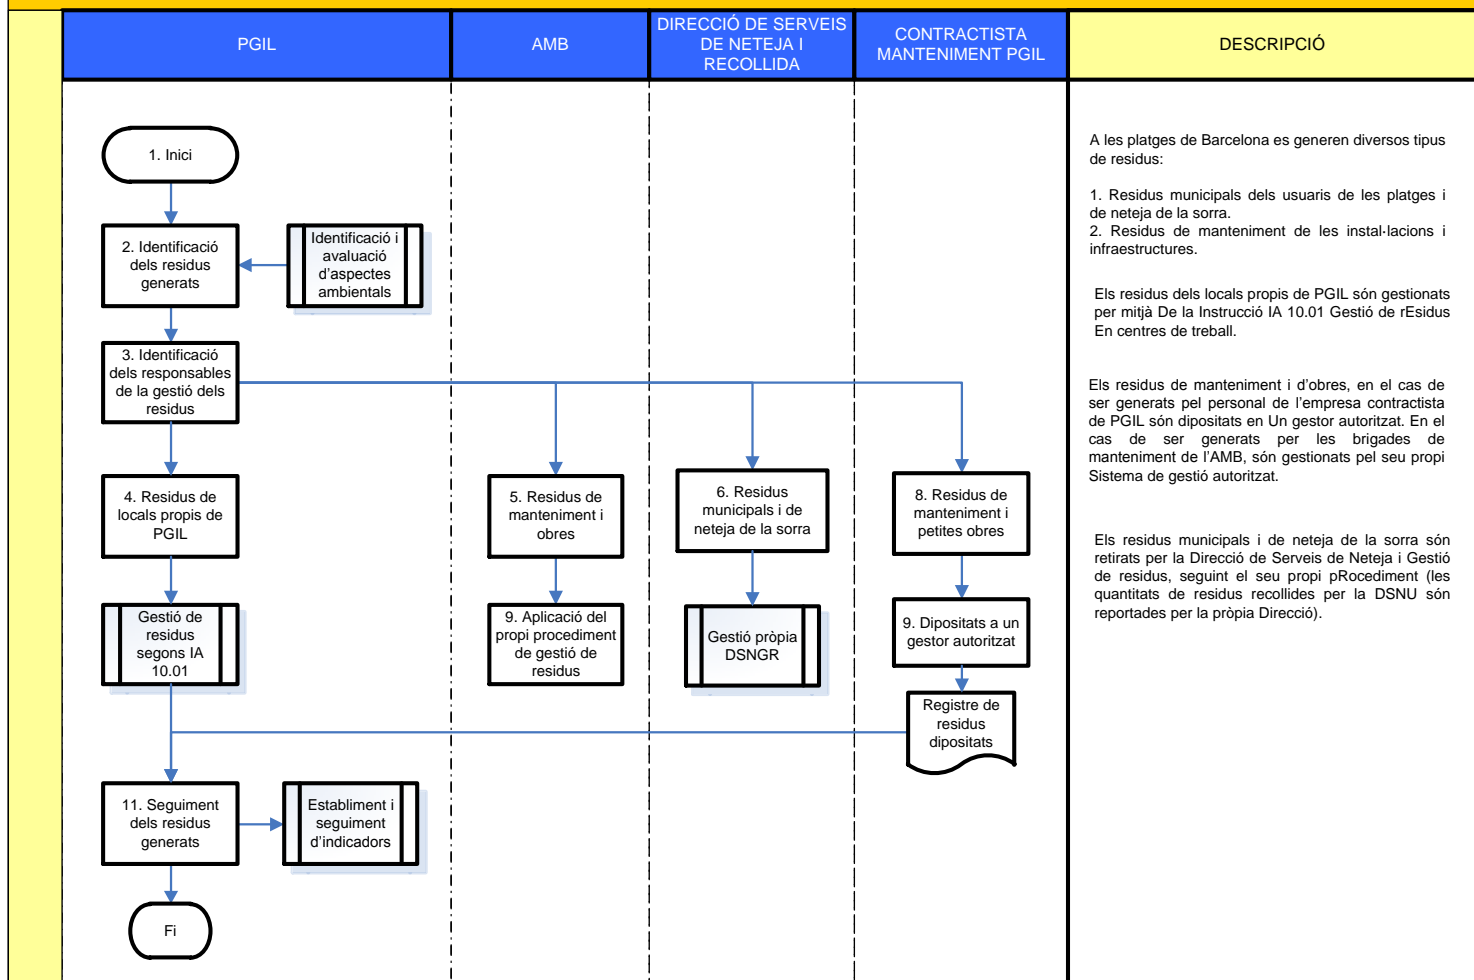 PGIL
AMB
DIRECCIÓ DE SERVEIS
DE NETEJA I
RECOLLIDA
CONTRACTISTA
MANTENIMENT PGIL
DESCRIPCIÓ
1. Inici
2. Identificació
dels residus
generats
Identificació i
avaluació
d'aspectes
ambientals
3. Identificació
dels responsables
de la gestió dels
residus
4. Residus de
locals propis de
PGIL
5. Residus de
manteniment i
obres
6. Residus
municipals i de
neteja de la sorra
8. Residus de
manteniment i
petites obres
Gestió de
residus
segons IA
10.01
9. Aplicació del
propi procediment
de gestió de
residus
Gestió pròpia
DSNGR
9. Dipositats a un
gestor autoritzat
Registre de
residus
dipositats
11. Seguiment
dels residus
generats
Establiment i
seguiment
d'indicadors
Fi
A les platges de Barcelona es generen diversos tipus
de residus:
1. Residus municipals dels usuaris de les platges i
de neteja de la sorra.
2. Residus de manteniment de les instal·lacions i
infraestructures.
Els residus dels locals propis de PGIL són gestionats
per mitjà De la Instrucció IA 10.01 Gestió de rEsidus
En centres de treball.
Els residus de manteniment i d'obres, en el cas de
ser generats pel personal de l'empresa contractista
de PGIL són dipositats en Un gestor autoritzat. En el
cas de ser generats per les brigades de
manteniment de l'AMB, són gestionats pel seu propi
Sistema de gestió autoritzat.
Els residus municipals i de neteja de la sorra són
retirats per la Direcció de Serveis de Neteja i Gestió
de residus, seguint el seu propi pRocediment (les
quantitats de residus recollides per la DSNU són
reportades per la pròpia Direcció).